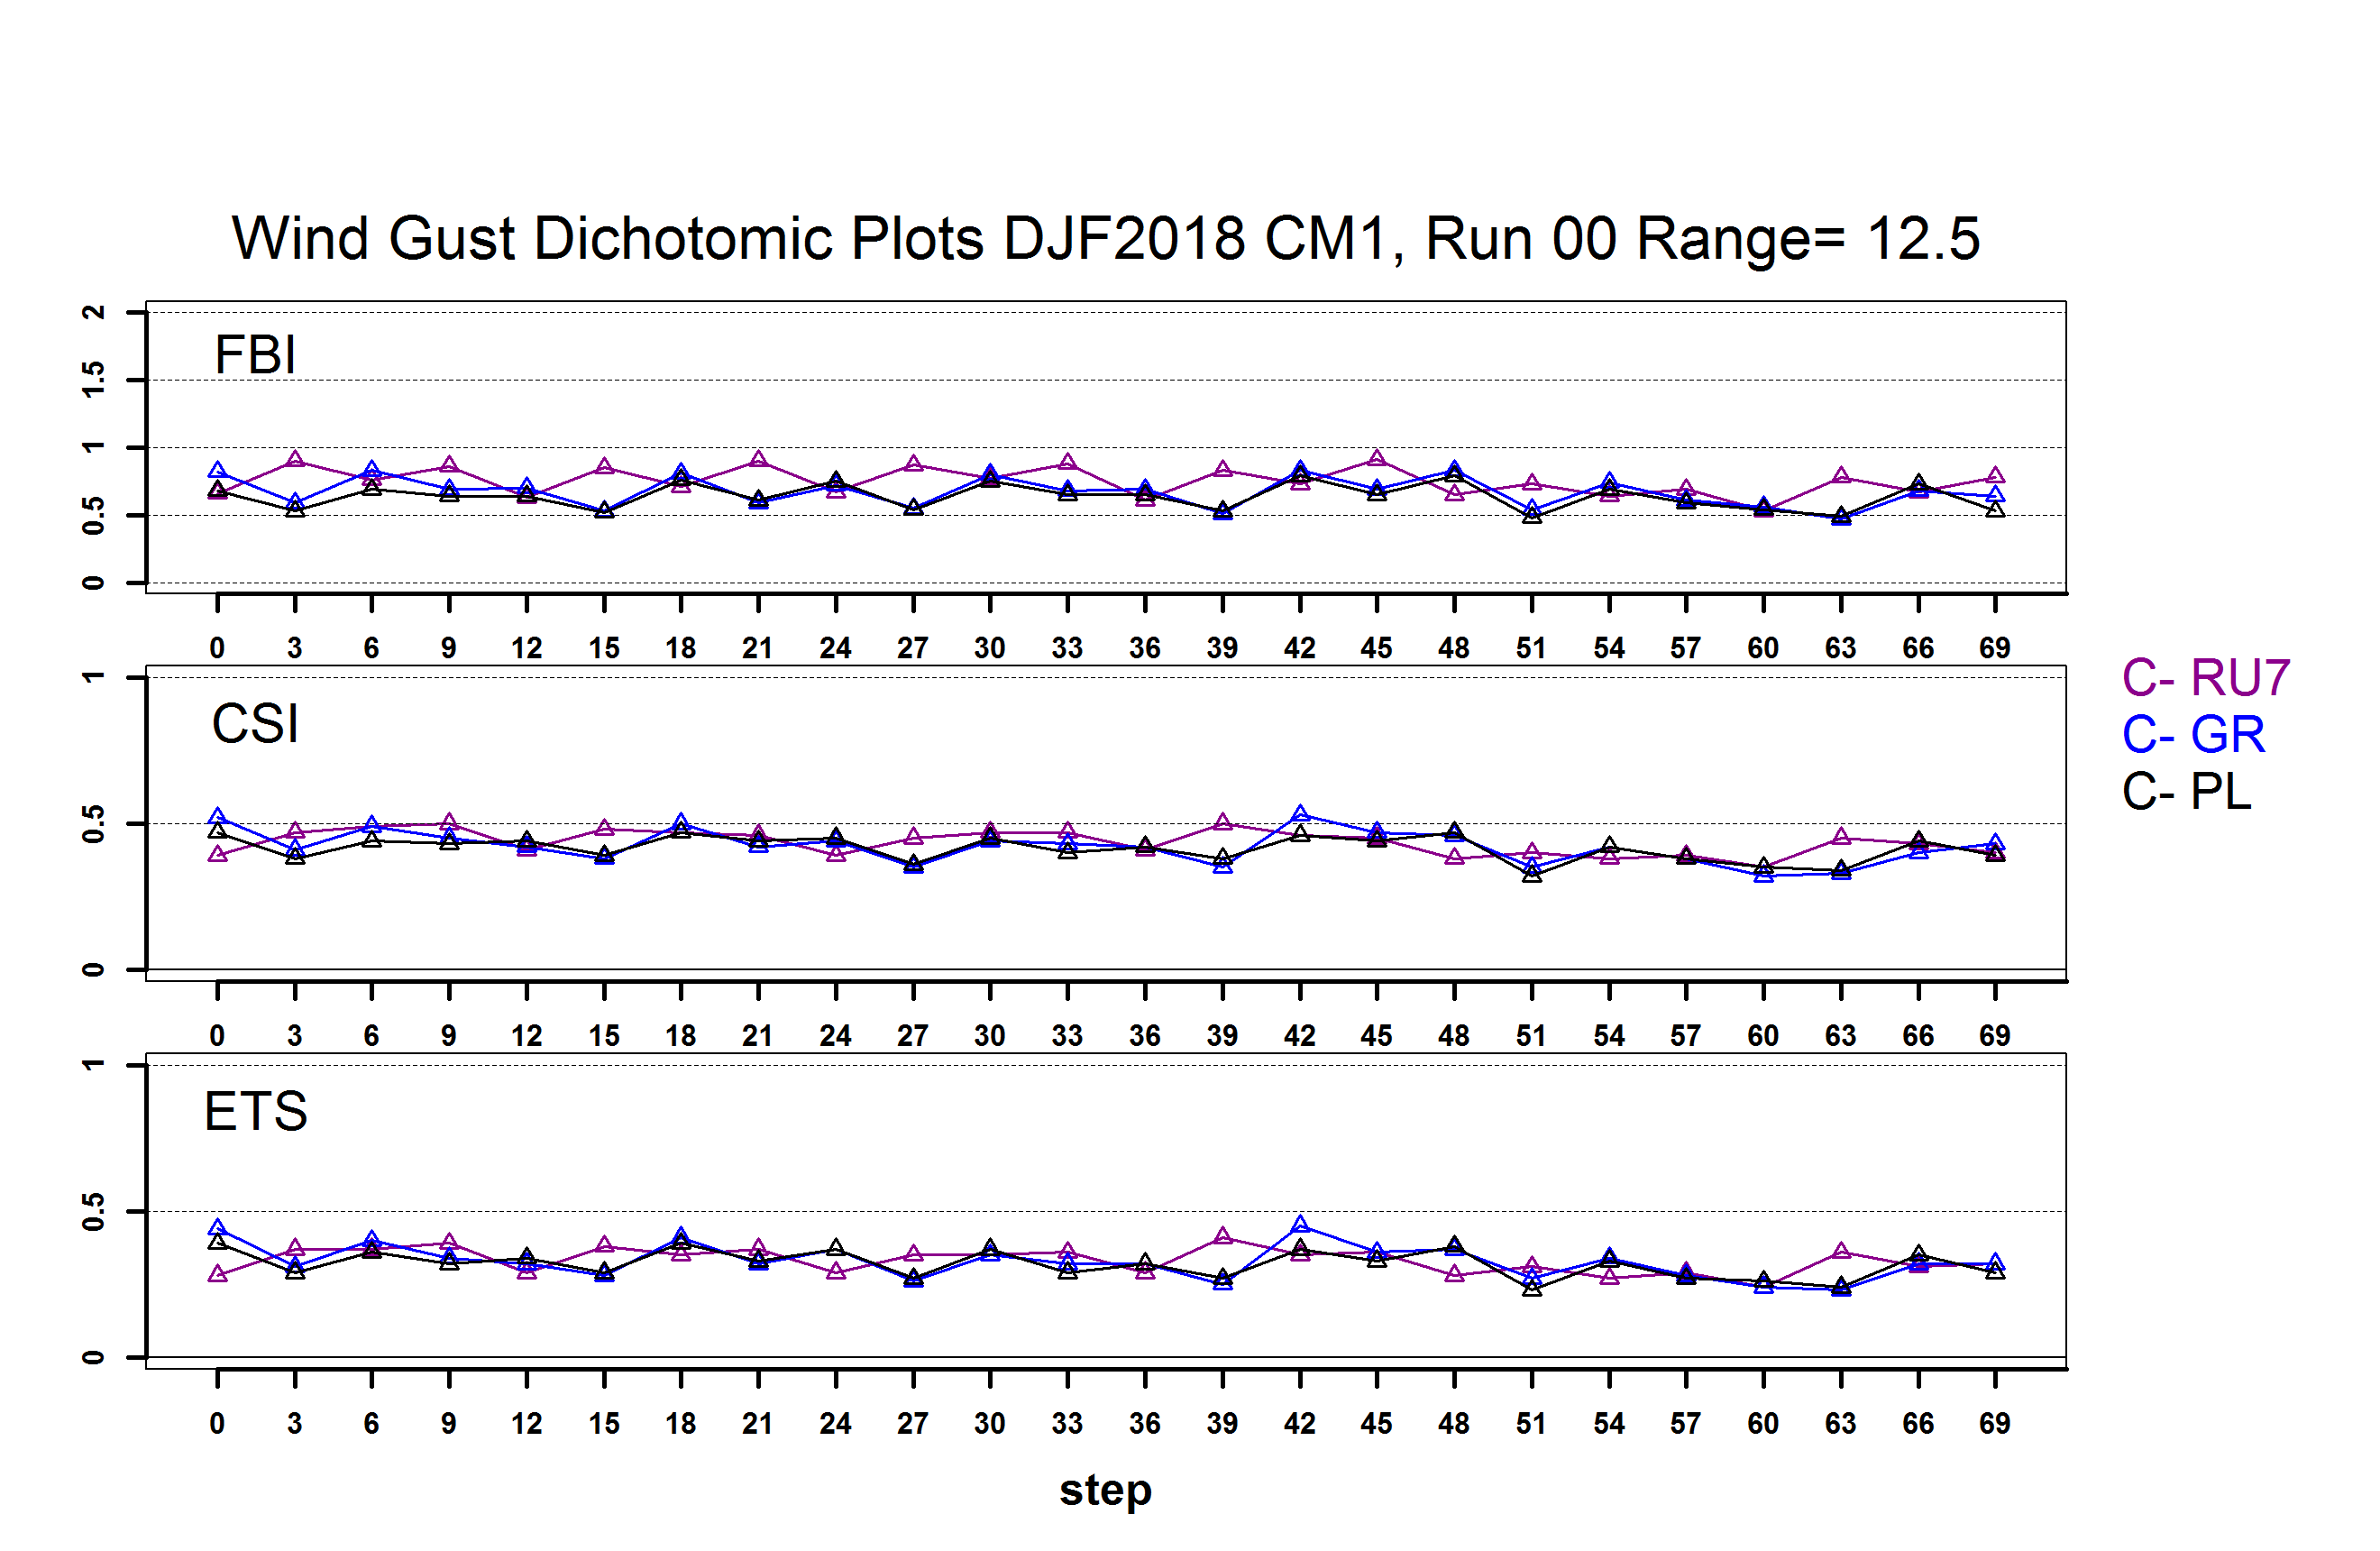 Wind Gust Dichotomic Plots DJF2018 CM1, Run 00 Range= 12.5
FBI
2
1.5
1
0.5
0
0 3 6 9 12 15 18 21 24 27 30 33 36 39 42 45 48 51 54 57 60 63 66 69
CSI
1
0.5
0
0 3 6 9 12 15 18 21 24 27 30 33 36 39 42 45 48 51 54 57 60 63 66 69
ETS
1
0.5
0
0 3 6 9 12 15 18 21 24 27 30 33 36 39 42 45 48 51 54 57 60 63 66 69
step
C- RU7
C- GR
C- PL